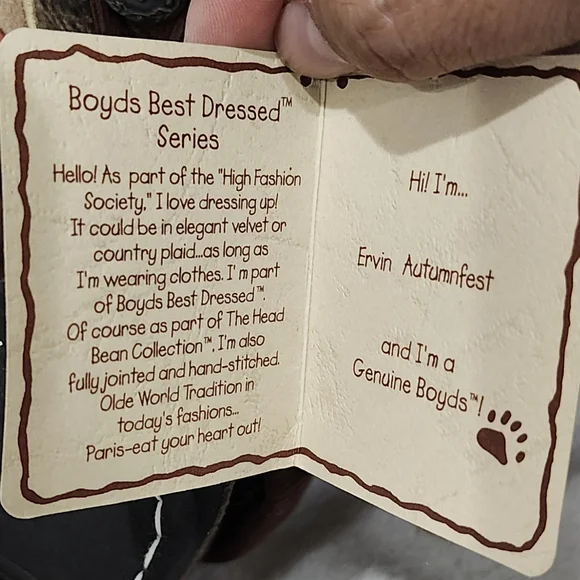 Boyds Best Dressed™
Series
Hello! As part of the "High Fashion
Society," I love dressing up!
It could be in elegant velvet or
country plaid...as long as
I'm wearing clothes. I'm part
of Boyds Best Dressed™.
Of course as part of The Head
Bean Collection™, I'm also
fully jointed and hand-stitched.
Olde World Tradition in
today's fashions...
Paris-eat your heart out!
Hi! I'm...
Ervin Autumnfest
and I'm a
Genuine Boyds™!